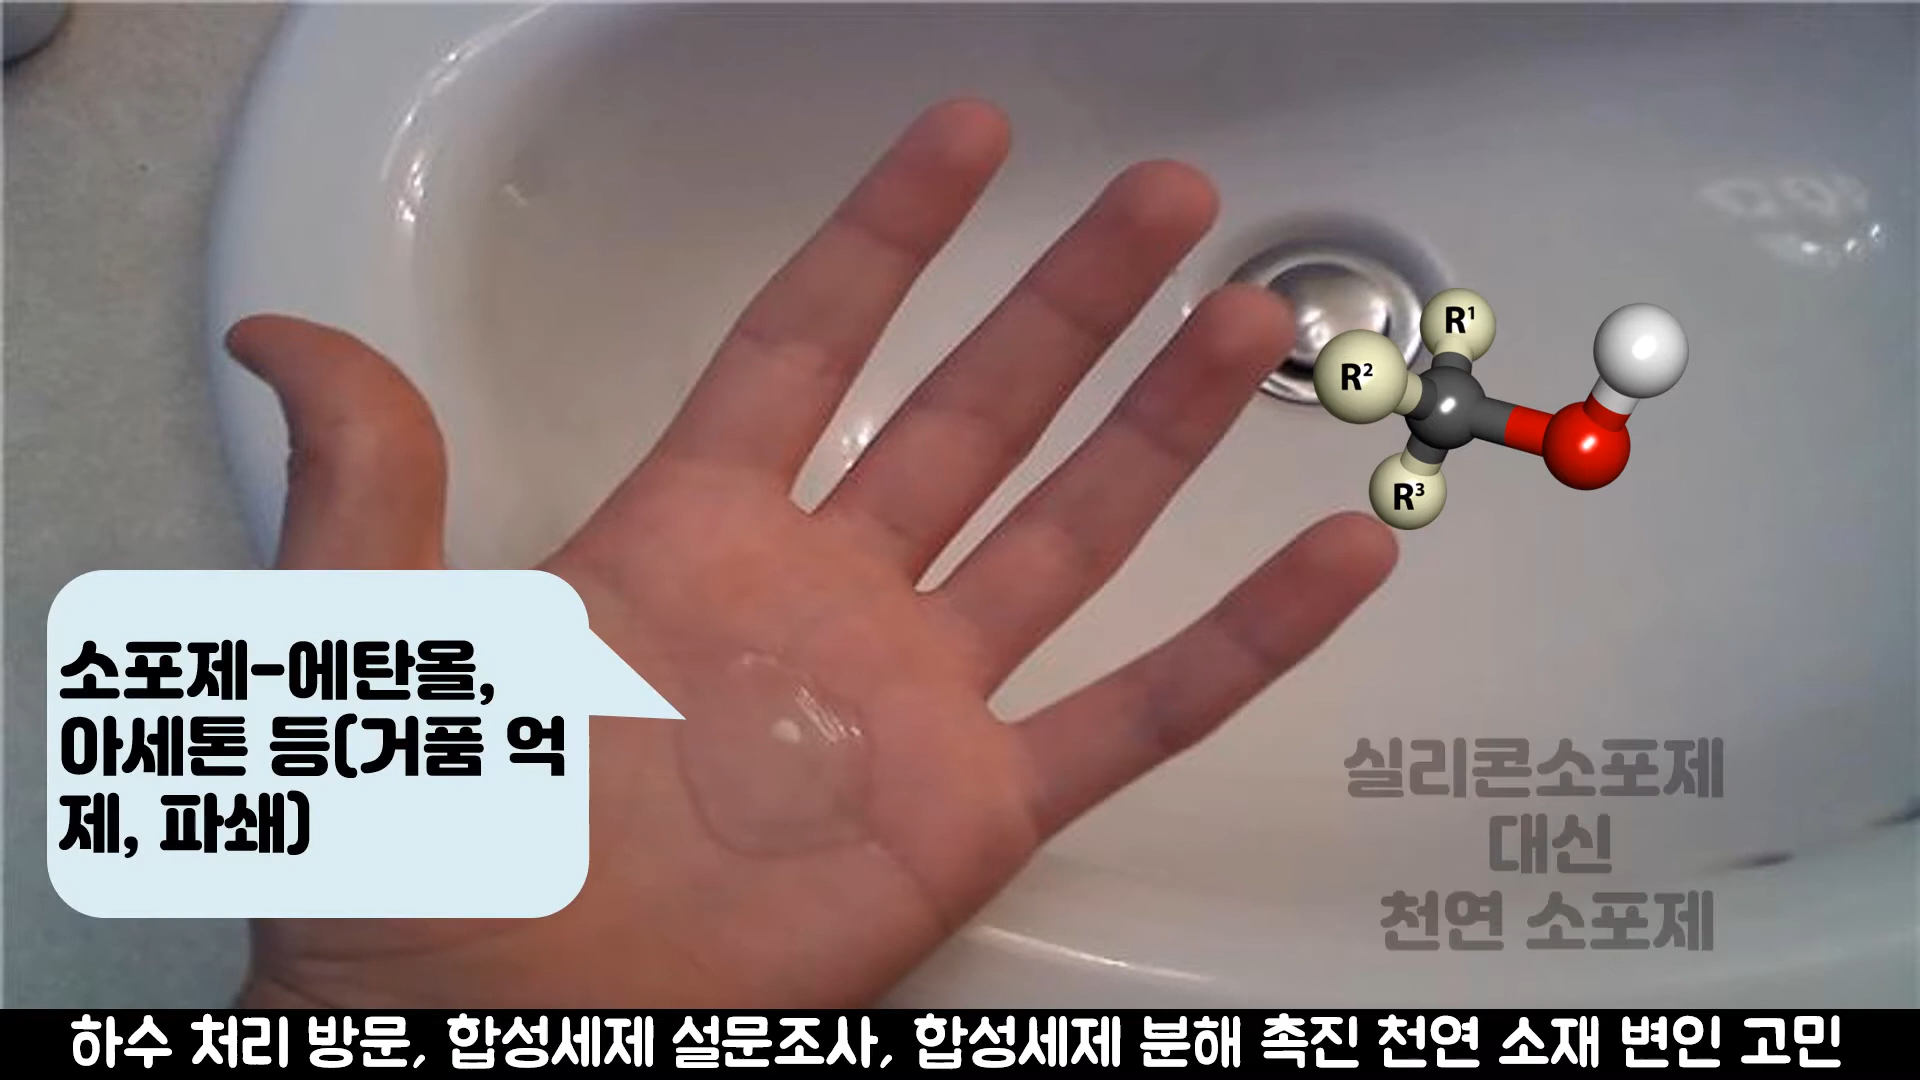 소포제-에탄올,
아세톤 등(거품 억
제, 파쇄)
R¹
R²
R³
실리콘소포제
대신
천연 소포제
하수 처리 방문, 합성세제 설문조사, 합성세제 분해 촉진 천연 소재 변인 고민